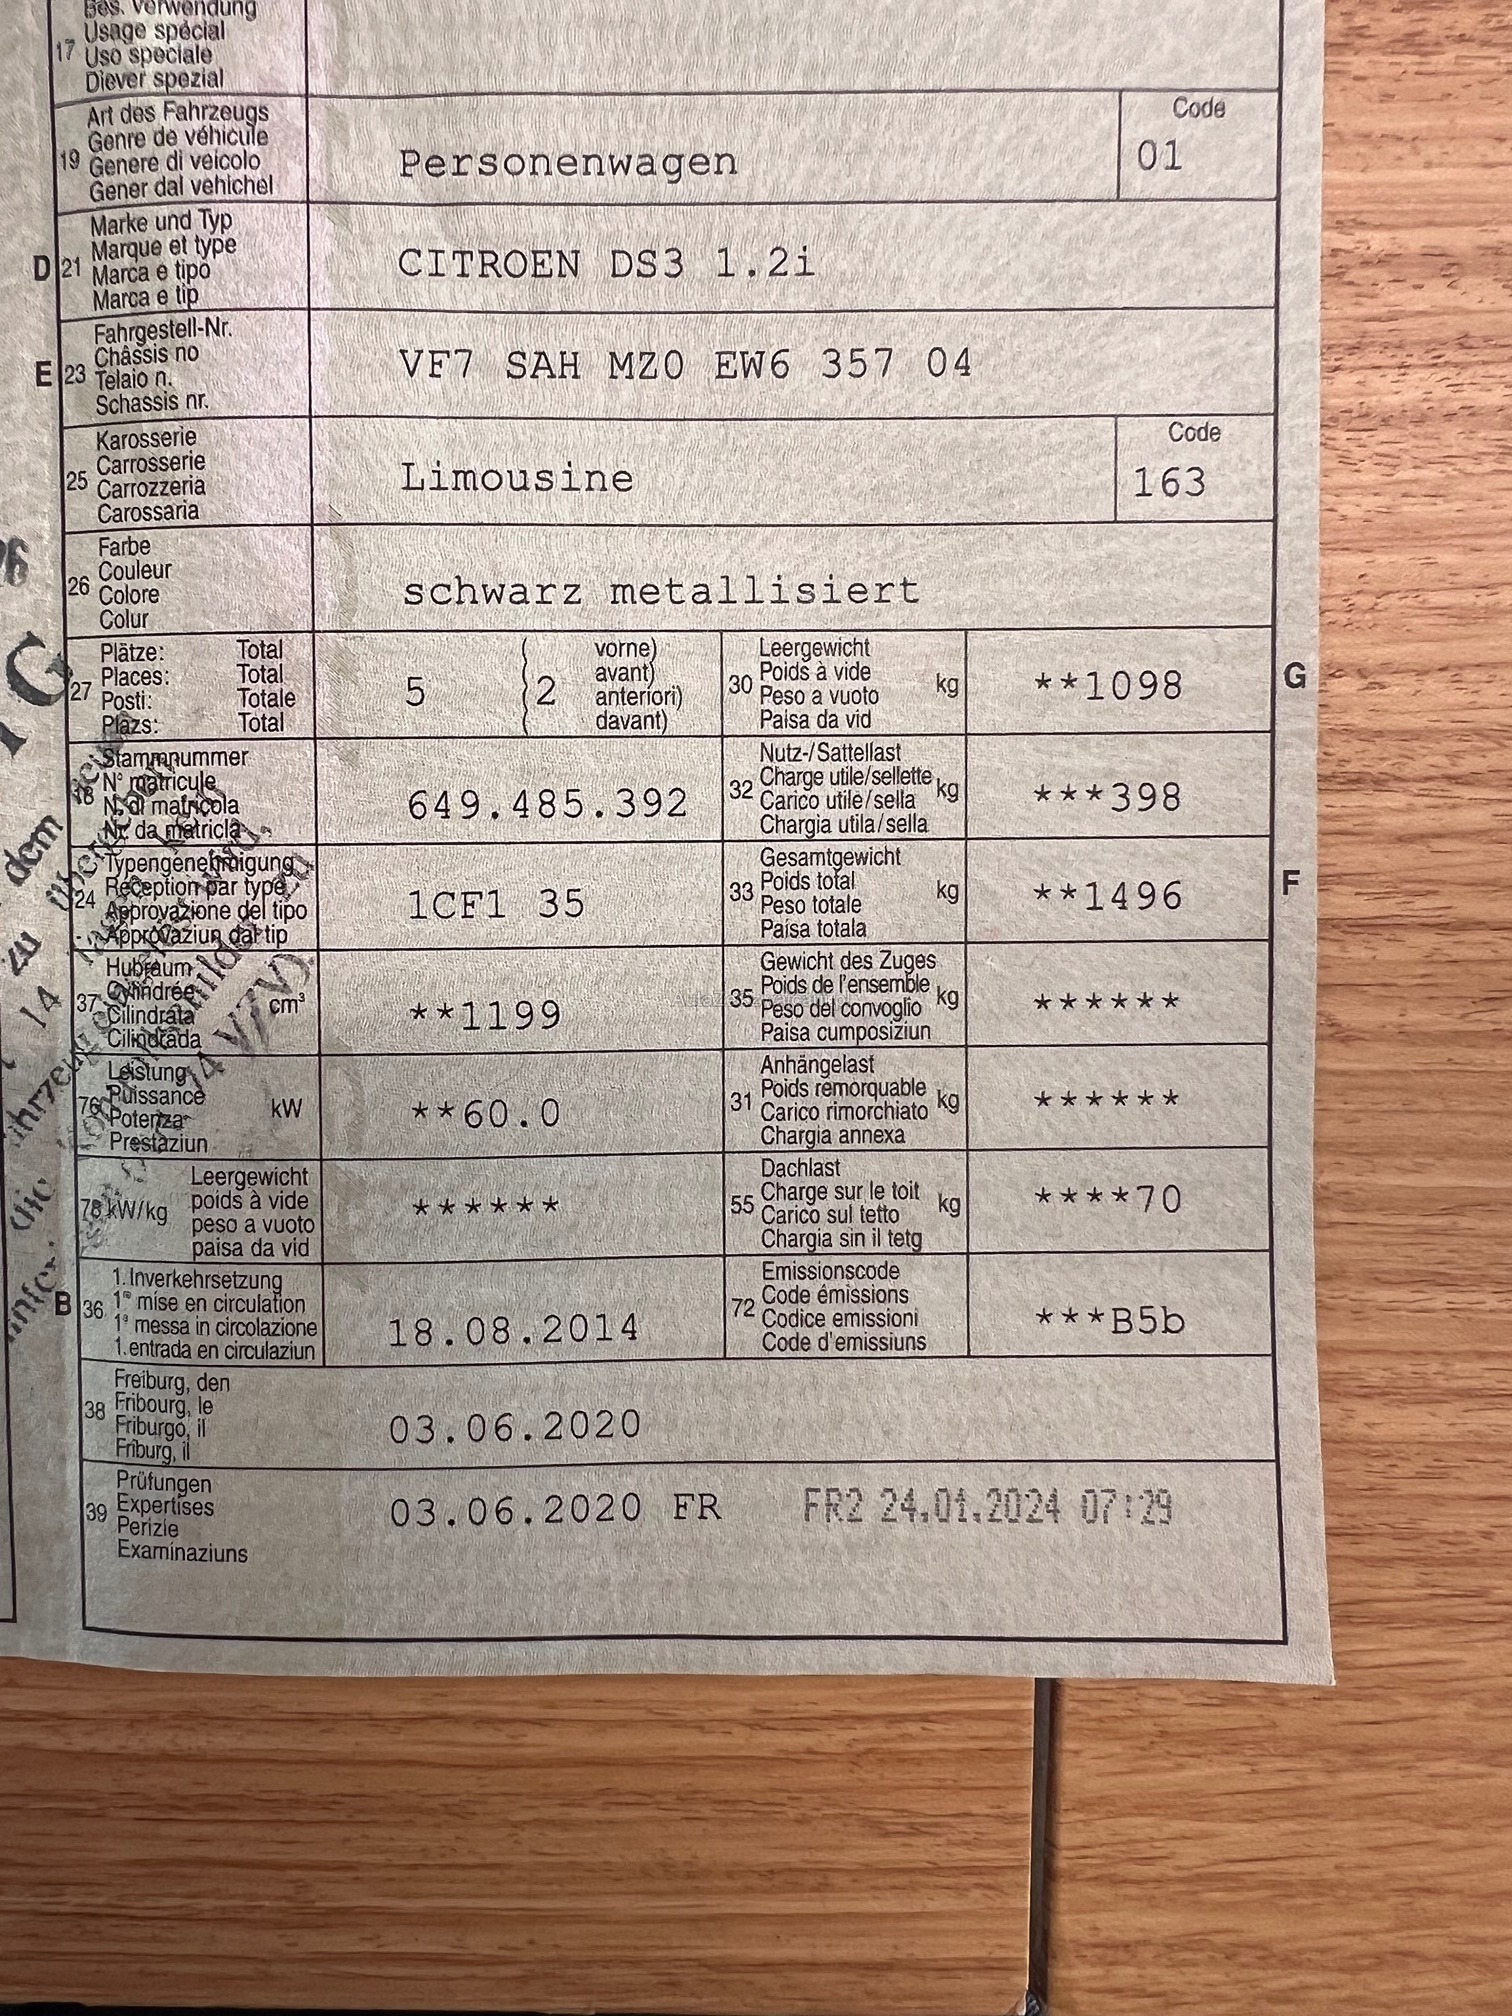 Bes. Verwendung
17 Usage spécial
Uso speciale
Diever spezial
Art des Fahrzeugs
Genre de véhicule
19 Genere di veicolo
Gener dal vehichel
Personenwagen
Code
01
Marke und Typ
Marque et type
D 21 Marca e tipo
Marca e tip
CITROEN DS3 1.2i
Fahrgestell-Nr.
Châssis no
E 23 Telaio n.
Schassis nr.
VF7 SAH MZ0 EW6 357 04
Karosserie
Carrosserie
25 Carrozzeria
Carossaria
Limousine
Code
163
Farbe
Couleur
26 Colore
Colur
schwarz metallisiert
Plätze: Total
Places: Total
27 Posti: Totale
Plazs: Total
5 2
vorne)
avant)
anteriori)
davant)
Leergewicht
Poids à vide
30 Peso a vuoto kg
Paisa da vid
**1098
G
Stammnummer
N° matricule
18 N. di matricola
Nr. da matricla
649.485.392
Nutz-/Sattellast
Charge utile/sellette
32 Carico utile/sella kg
Chargia utila/sella
***398
Typengenehmigung
Réception par type
24 Approvazione del tipo
Approvaziun dal tip
1CF1 35
Gesamtgewicht
Poids total
33 Peso totale kg
Paisa totala
**1496
F
Hubraum
Cylindrée
37 Cilindrata cm³
Cilindrada
**1199
Gewicht des Zuges
Poids de l'ensemble
35 Peso del convoglio kg
Paisa cumposiziun
******
Leistung
Puissance
76 Potenza kW
Prestaziun
**60.0
Anhängelast
Poids remorquable
31 Carico rimorchiato kg
Chargia annexa
******
Leergewicht
poids à vide
78 kW/kg peso a vuoto
paisa da vid
******
Dachlast
Charge sur le toit
55 Carico sul tetto kg
Chargia sin il tetg
****70
1. Inverkehrsetzung
1re mise en circulation
B 36 1a messa in circolazione
1. entrada en circulaziun
18.08.2014
Emissionscode
Code émissions
72 Codice emissioni
Code d'emissiuns
***B5b
Freiburg, den
38 Fribourg, le
Friburgo, il
Friburg, il
03.06.2020
Prüfungen
39 Expertises
Perizie
Examinaziuns
03.06.2020 FR FR2 24.01.2024 07:29
dem
zu
14